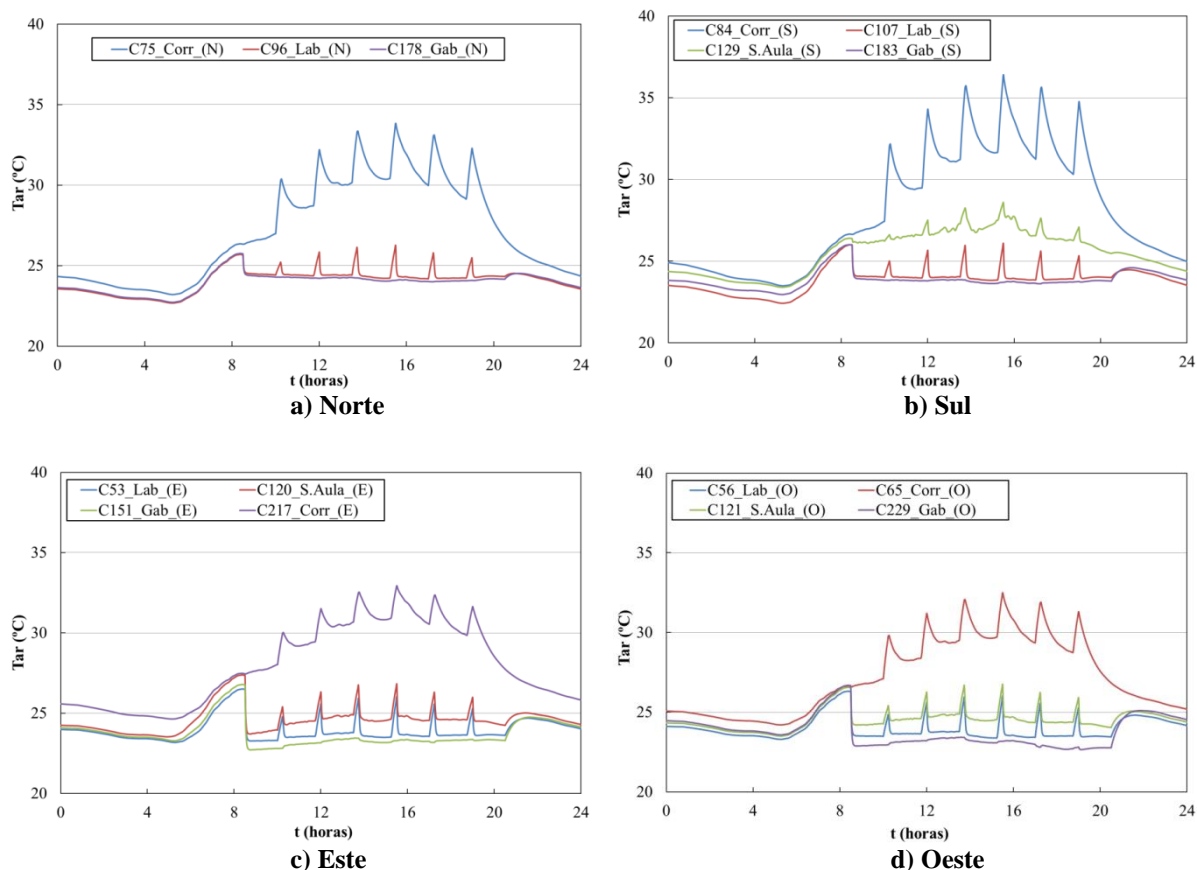 C75_Corr_(N) C96_Lab_(N) C178_Gab_(N)
Tar (ºC)
40
35
30
25
20
0 4 8 12 16 20 24
t (horas)
a) Norte
C84_Corr_(S) C107_Lab_(S)
C129_S.Aula_(S) C183_Gab_(S)
Tar (ºC)
40
35
30
25
20
0 4 8 12 16 20 24
t (horas)
b) Sul
C53_Lab_(E) C120_S.Aula_(E)
C151_Gab_(E) C217_Corr_(E)
Tar (ºC)
40
35
30
25
20
0 4 8 12 16 20 24
t (horas)
c) Este
C56_Lab_(O) C65_Corr_(O)
C121_S.Aula_(O) C229_Gab_(O)
Tar (ºC)
40
35
30
25
20
0 4 8 12 16 20 24
t (horas)
d) Oeste